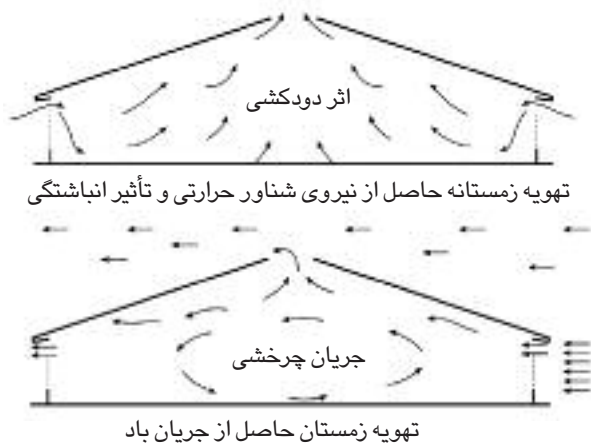 اثر دودکشی
تهویه زمستانه حاصل از نیروی شناور حرارتی و تأثیر انباشتگی
جریان چرخشی
تهویه زمستان حاصل از جریان باد